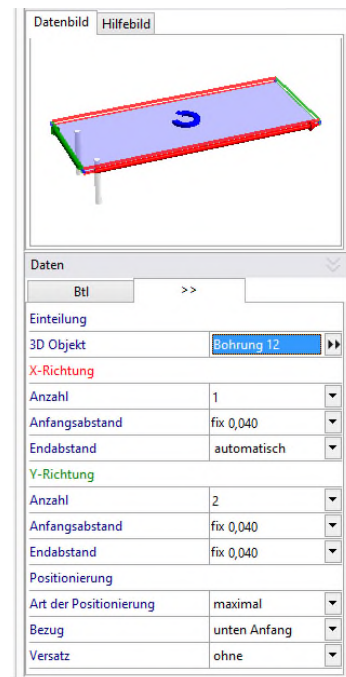 Datenbild Hilfebild
Daten
Btl >>
Einteilung
3D Objekt Bohrung 12
X-Richtung
Anzahl 1
Anfangsabstand fix 0,040
Endabstand automatisch
Y-Richtung
Anzahl 2
Anfangsabstand fix 0,040
Endabstand fix 0,040
Positionierung
Art der Positionierung maximal
Bezug unten Anfang
Versatz ohne